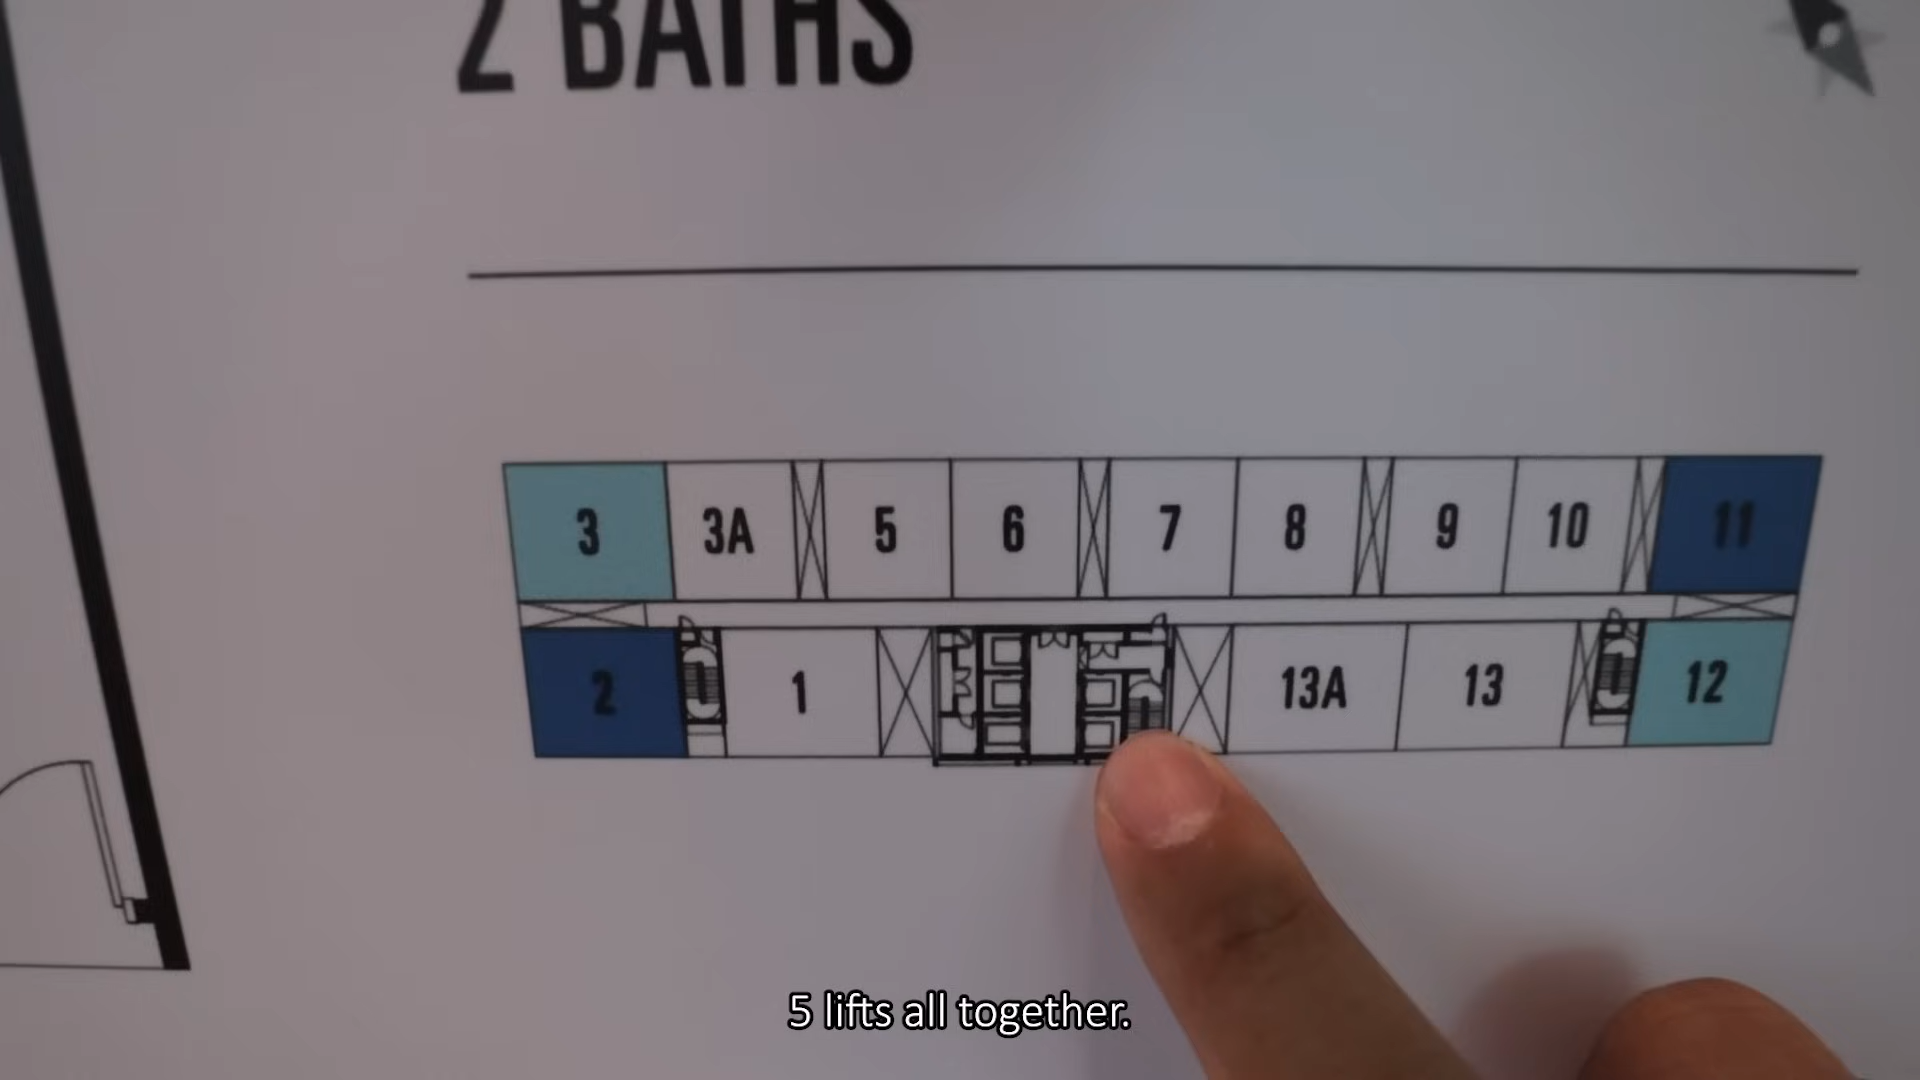 2 BATHS
3 3A 5 6 7 8 9 10 11
2 1 13A 13 12
5 lifts all together.